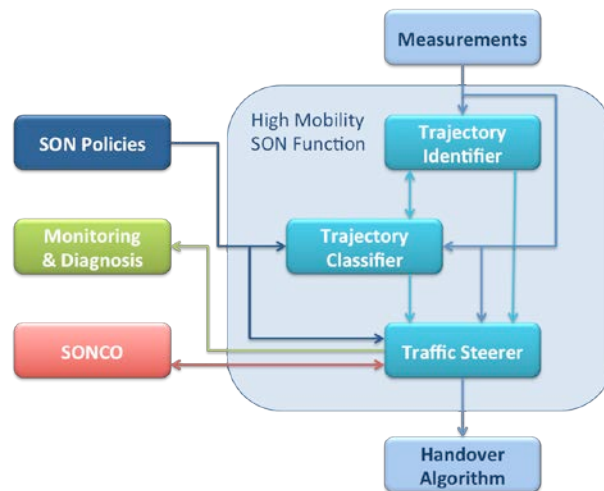 Measurements
High Mobility
SON Function
Trajectory
Identifier
SON Policies
Monitoring
& Diagnosis
Trajectory
Classifier
SONCO
Traffic Steerer
Handover
Algorithm